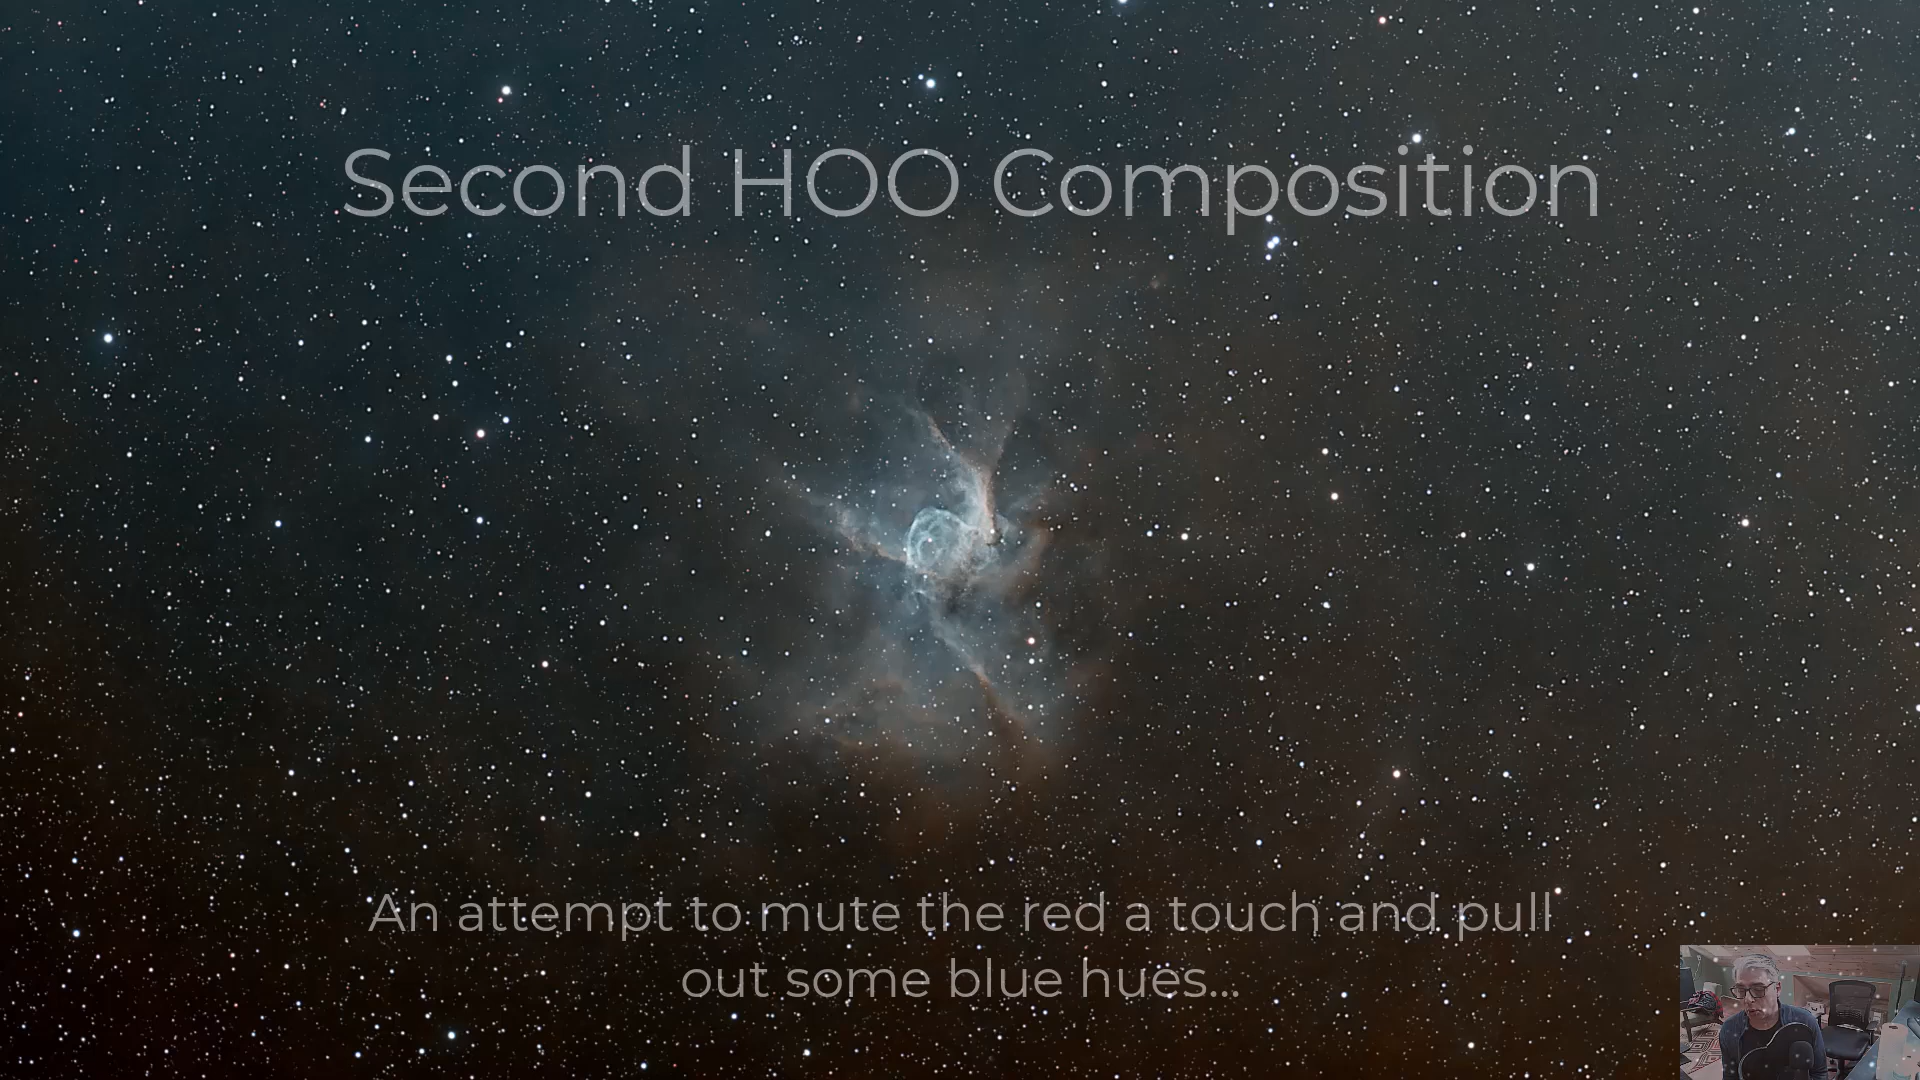 Second HOO Composition
An attempt to mute the red a touch and pull
out some blue hues...